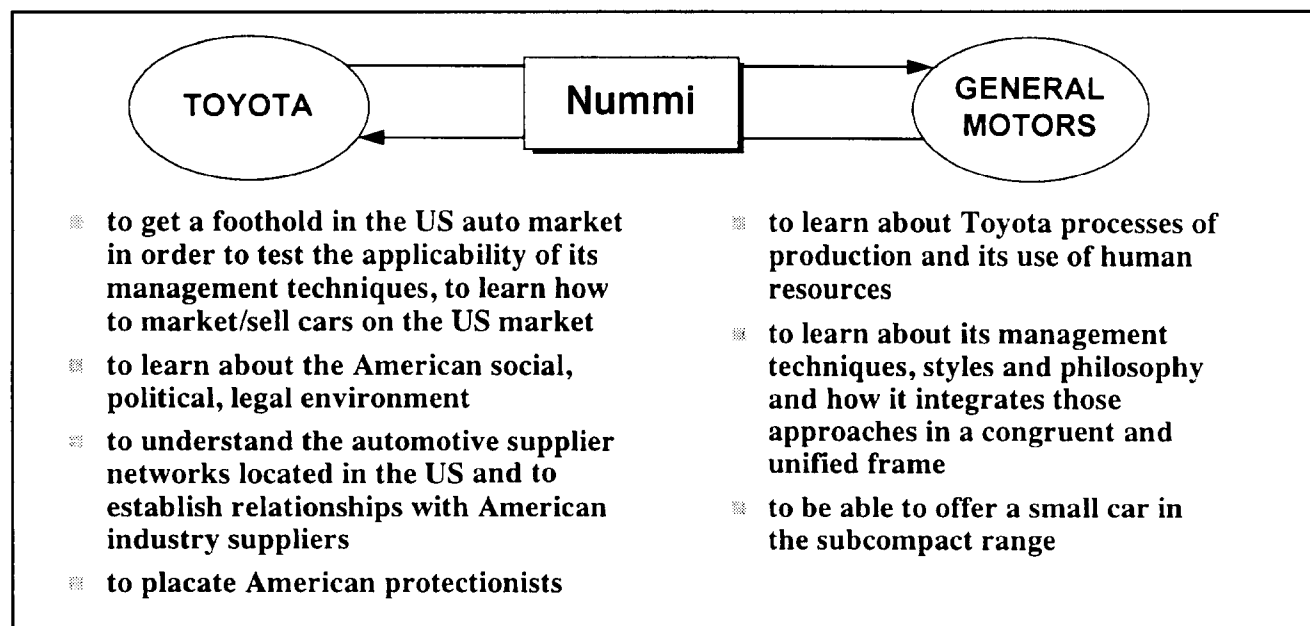 TOYOTA
Nummi
GENERAL
MOTORS
to get a foothold in the US auto market
in order to test the applicability of its
management techniques, to learn how
to market/sell cars on the US market
to learn about the American social,
political, legal environment
to understand the automotive supplier
networks located in the US and to
establish relationships with American
industry suppliers
to placate American protectionists
to learn about Toyota processes of
production and its use of human
resources
to learn about its management
techniques, styles and philosophy
and how it integrates those
approaches in a congruent and
unified frame
to be able to offer a small car in
the subcompact range